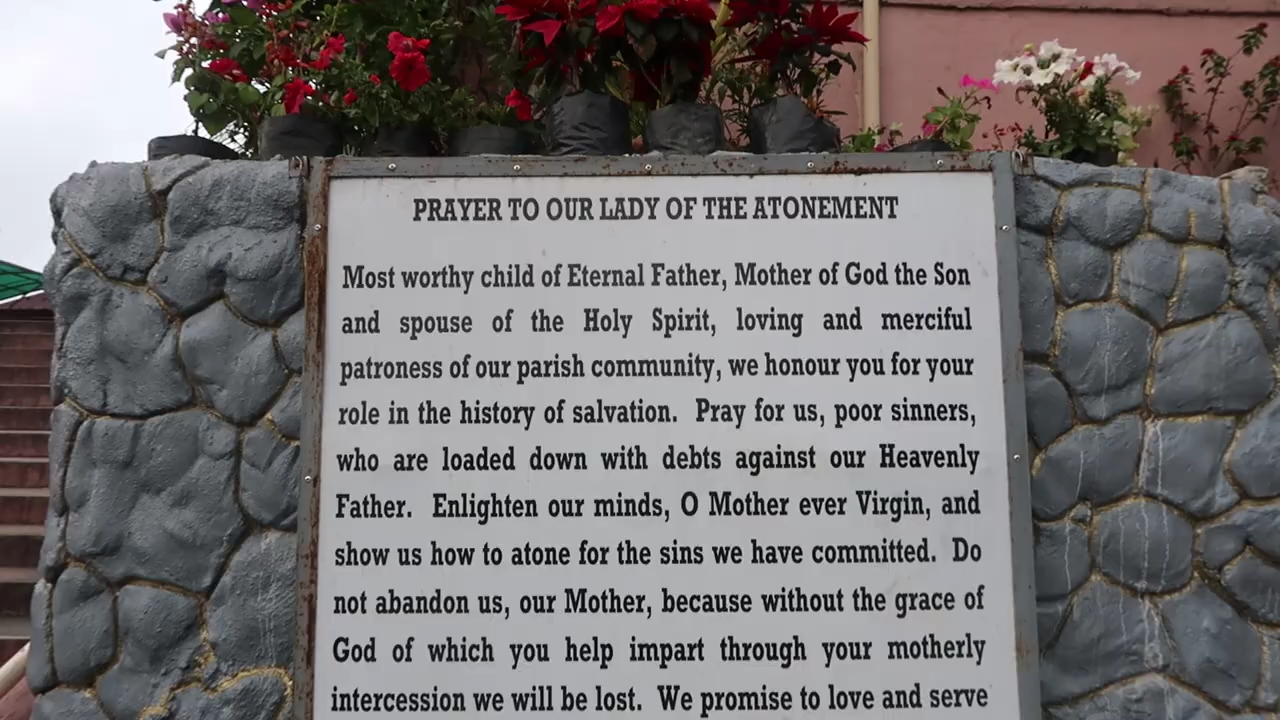 PRAYER TO OUR LADY OF THE ATONEMENT
Most worthy child of Eternal Father, Mother of God the Son
and spouse of the Holy Spirit, loving and merciful
patroness of our parish community, we honour you for your
role in the history of salvation. Pray for us, poor sinners,
who are loaded down with debts against our Heavenly
Father. Enlighten our minds, O Mother ever Virgin, and
show us how to atone for the sins we have committed. Do
not abandon us, our Mother, because without the grace of
God of which you help impart through your motherly
intercession we will be lost. We promise to love and serve